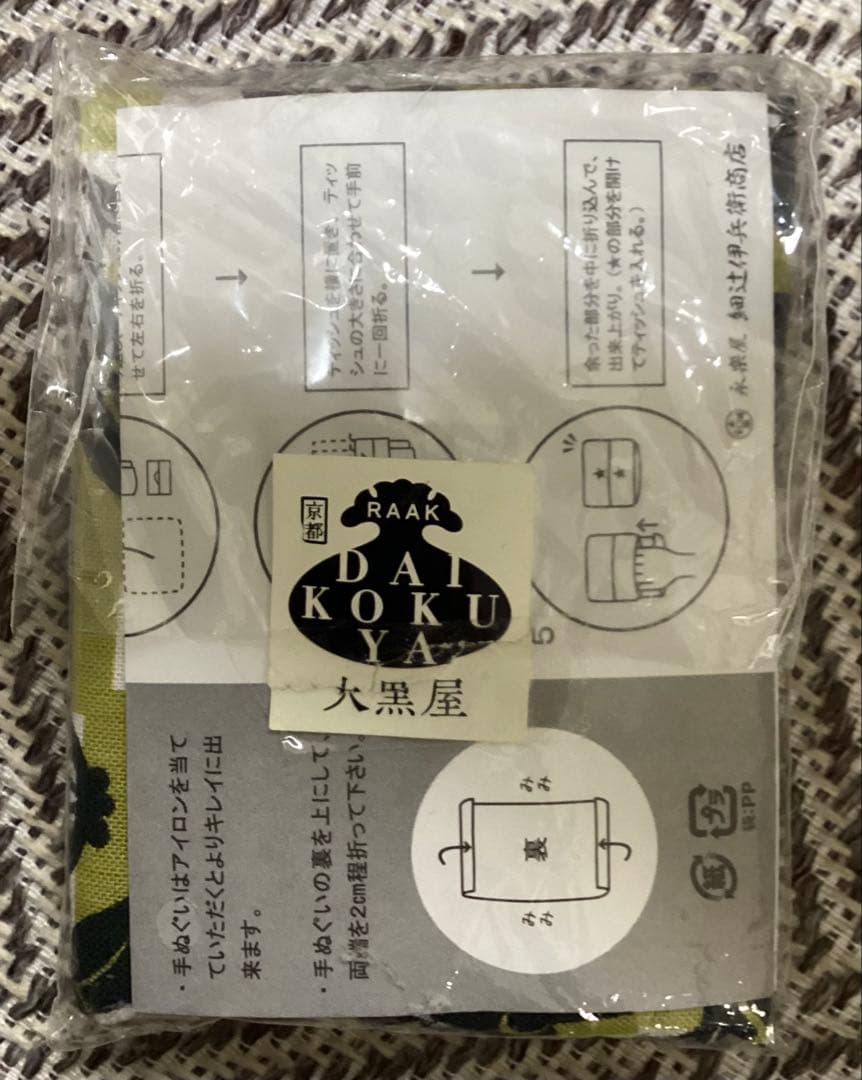 せて左右を折る。
↓
ティッシュを横に置き、ティッ
シュの大きさに合わせて手前
に一回折る。
↓
余った部分を中に折り込んで、
出来上がり。(★の部分を開け
てティッシュを入れる。)
永樂屋 細辻伊兵衛商店
★ ★
5
京都
RAAK
DAI
KOKU
YA
大黒屋
・手ぬぐいはアイロンを当て
ていただくとよりキレイに出
来ます。
・手ぬぐいの裏を上にして、
両端を2cm程折って下さい。
みみ
裏
みみ
紙
プラ
袋:PP